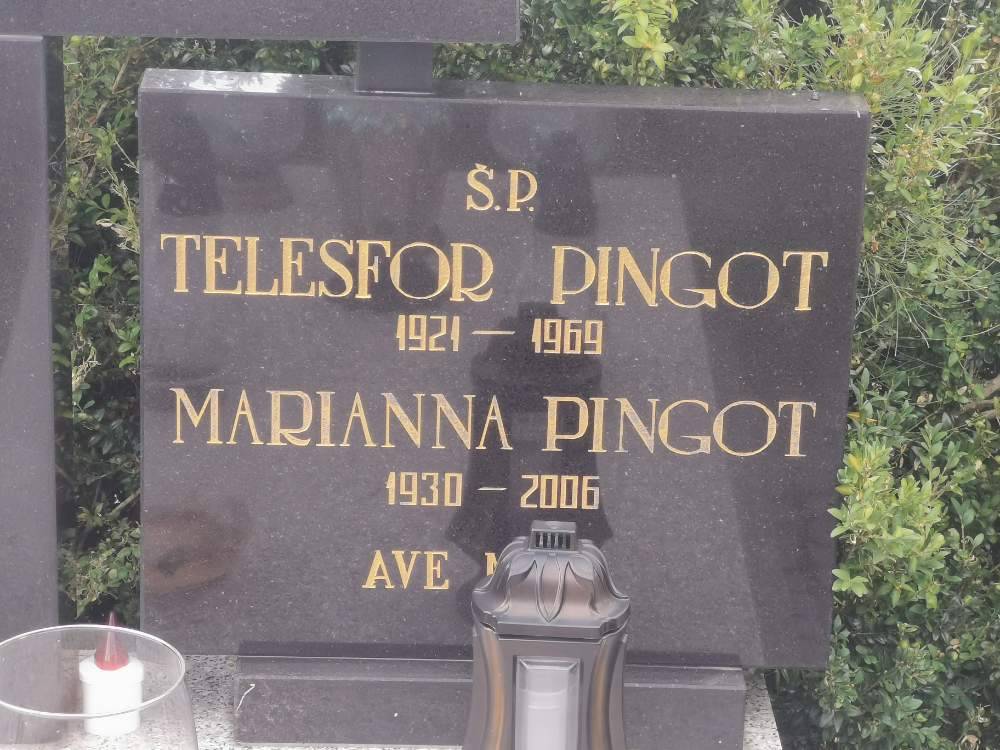 Š.P.
TELESFOR PINGOT
1921 – 1969
MARIANNA PINGOT
1930 – 2006
AVE